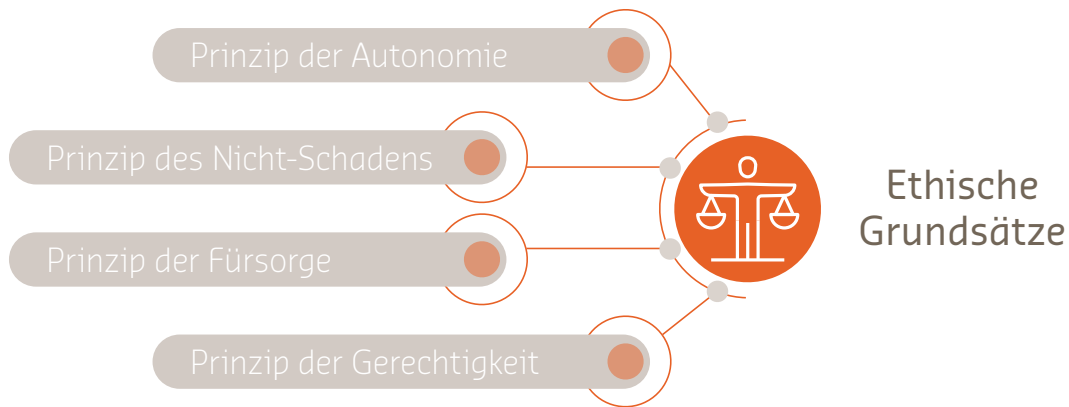 Prinzip der Autonomie
Prinzip des Nicht-Schadens
Prinzip der Fürsorge
Prinzip der Gerechtigkeit
Ethische
Grundsätze